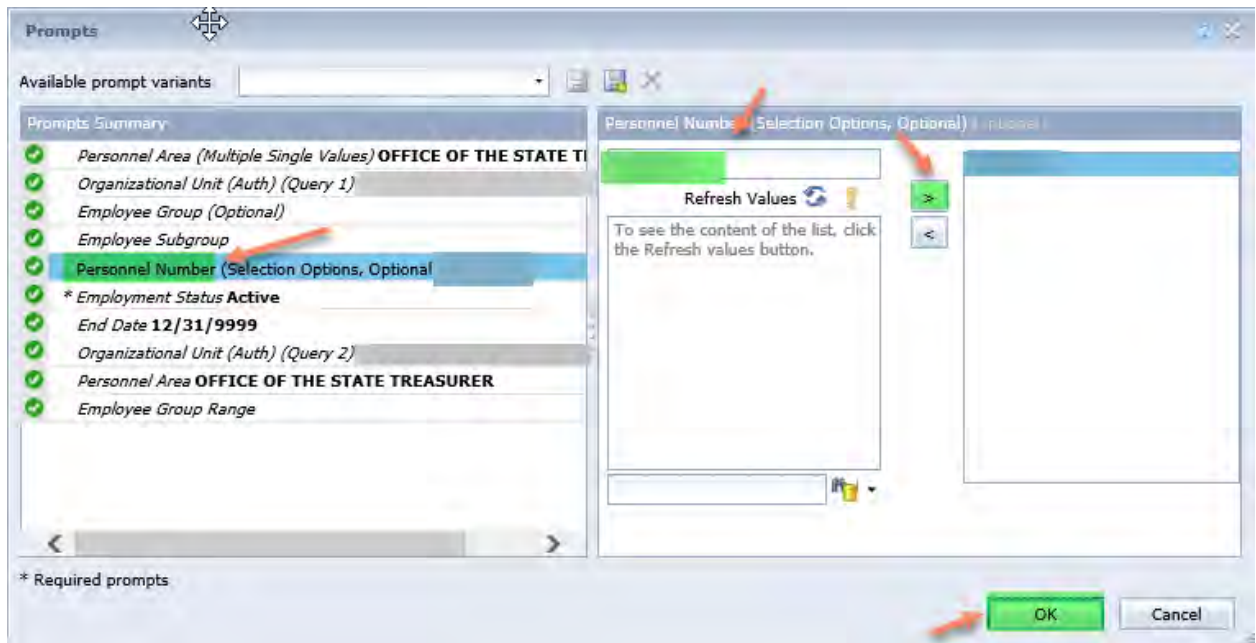 Prompts
Available prompt variants
Prompts Summary
Personnel Area (Multiple Single Values) OFFICE OF THE STATE TI
Organizational Unit (Auth) (Query 1)
Employee Group (Optional)
Employee Subgroup
Personnel Number (Selection Options, Optional
* Employment Status Active
End Date 12/31/9999
Organizational Unit (Auth) (Query 2)
Personnel Area OFFICE OF THE STATE TREASURER
Employee Group Range
* Required prompts
Personnel Number (Selection Options, Optional)
Refresh Values
To see the content of the list, click
the Refresh values button.
>
<
OK
Cancel